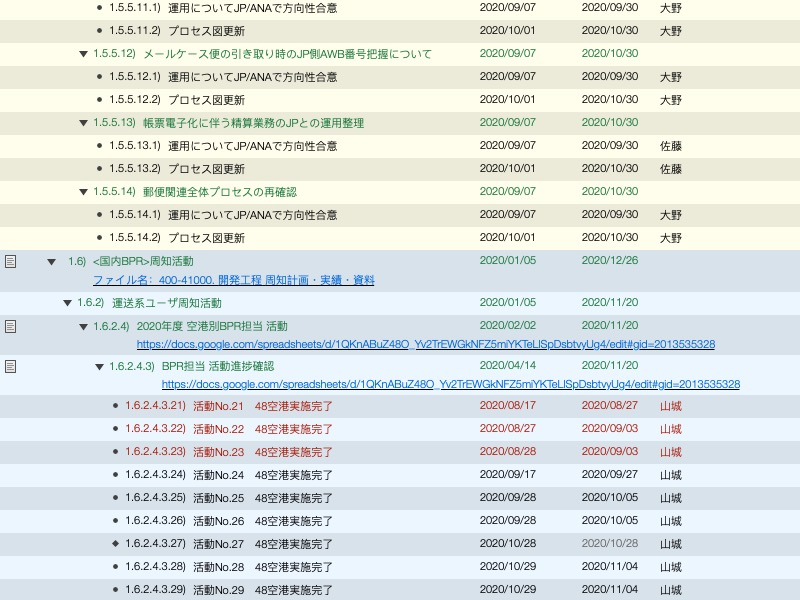 1.5.5.11.1) 運用についてJP/ANAで方向性合意 2020/09/07 2020/09/30 大野
1.5.5.11.2) プロセス図更新 2020/10/01 2020/10/30 大野
1.5.5.12) メールケース便の引き取り時のJP側AWB番号把握について 2020/09/07 2020/10/30
1.5.5.12.1) 運用についてJP/ANAで方向性合意 2020/09/07 2020/09/30 大野
1.5.5.12.2) プロセス図更新 2020/10/01 2020/10/30 大野
1.5.5.13) 帳票電子化に伴う精算業務のJPとの運用整理 2020/09/07 2020/10/30
1.5.5.13.1) 運用についてJP/ANAで方向性合意 2020/09/07 2020/09/30 佐藤
1.5.5.13.2) プロセス図更新 2020/10/01 2020/10/30 佐藤
1.5.5.14) 郵便関連全体プロセスの再確認 2020/09/07 2020/10/30
1.5.5.14.1) 運用についてJP/ANAで方向性合意 2020/09/07 2020/09/30 大野
1.5.5.14.2) プロセス図更新 2020/10/01 2020/10/30 大野
1.6) <国内BPR>周知活動 2020/01/05 2020/12/26
ファイル名: 400-41000. 開発工程 周知計画・実績・資料
1.6.2) 運送系ユーザ周知活動 2020/01/05 2020/11/20
1.6.2.4) 2020年度 空港別BPR担当 活動 2020/02/02 2020/11/20
https://docs.google.com/spreadsheets/d/1QKnABuZ48O_Yv2TrEWGkNFZ5miYKTeLISpDsbtvyUg4/edit#gid=2013535328
1.6.2.4.3) BPR担当 活動進捗確認 2020/04/14 2020/11/20
https://docs.google.com/spreadsheets/d/1QKnABuZ48O_Yv2TrEWGkNFZ5miYKTeLISpDsbtvyUg4/edit#gid=2013535328
1.6.2.4.3.21) 活動No.21 48空港実施完了 2020/08/17 2020/08/27 山城
1.6.2.4.3.22) 活動No.22 48空港実施完了 2020/08/27 2020/09/03 山城
1.6.2.4.3.23) 活動No.23 48空港実施完了 2020/08/28 2020/09/03 山城
1.6.2.4.3.24) 活動No.24 48空港実施完了 2020/09/17 2020/09/27 山城
1.6.2.4.3.25) 活動No.25 48空港実施完了 2020/09/28 2020/10/05 山城
1.6.2.4.3.26) 活動No.26 48空港実施完了 2020/09/28 2020/10/05 山城
1.6.2.4.3.27) 活動No.27 48空港実施完了 2020/10/28 2020/10/28 山城
1.6.2.4.3.28) 活動No.28 48空港実施完了 2020/10/29 2020/11/04 山城
1.6.2.4.3.29) 活動No.29 48空港実施完了 2020/10/29 2020/11/04 山城